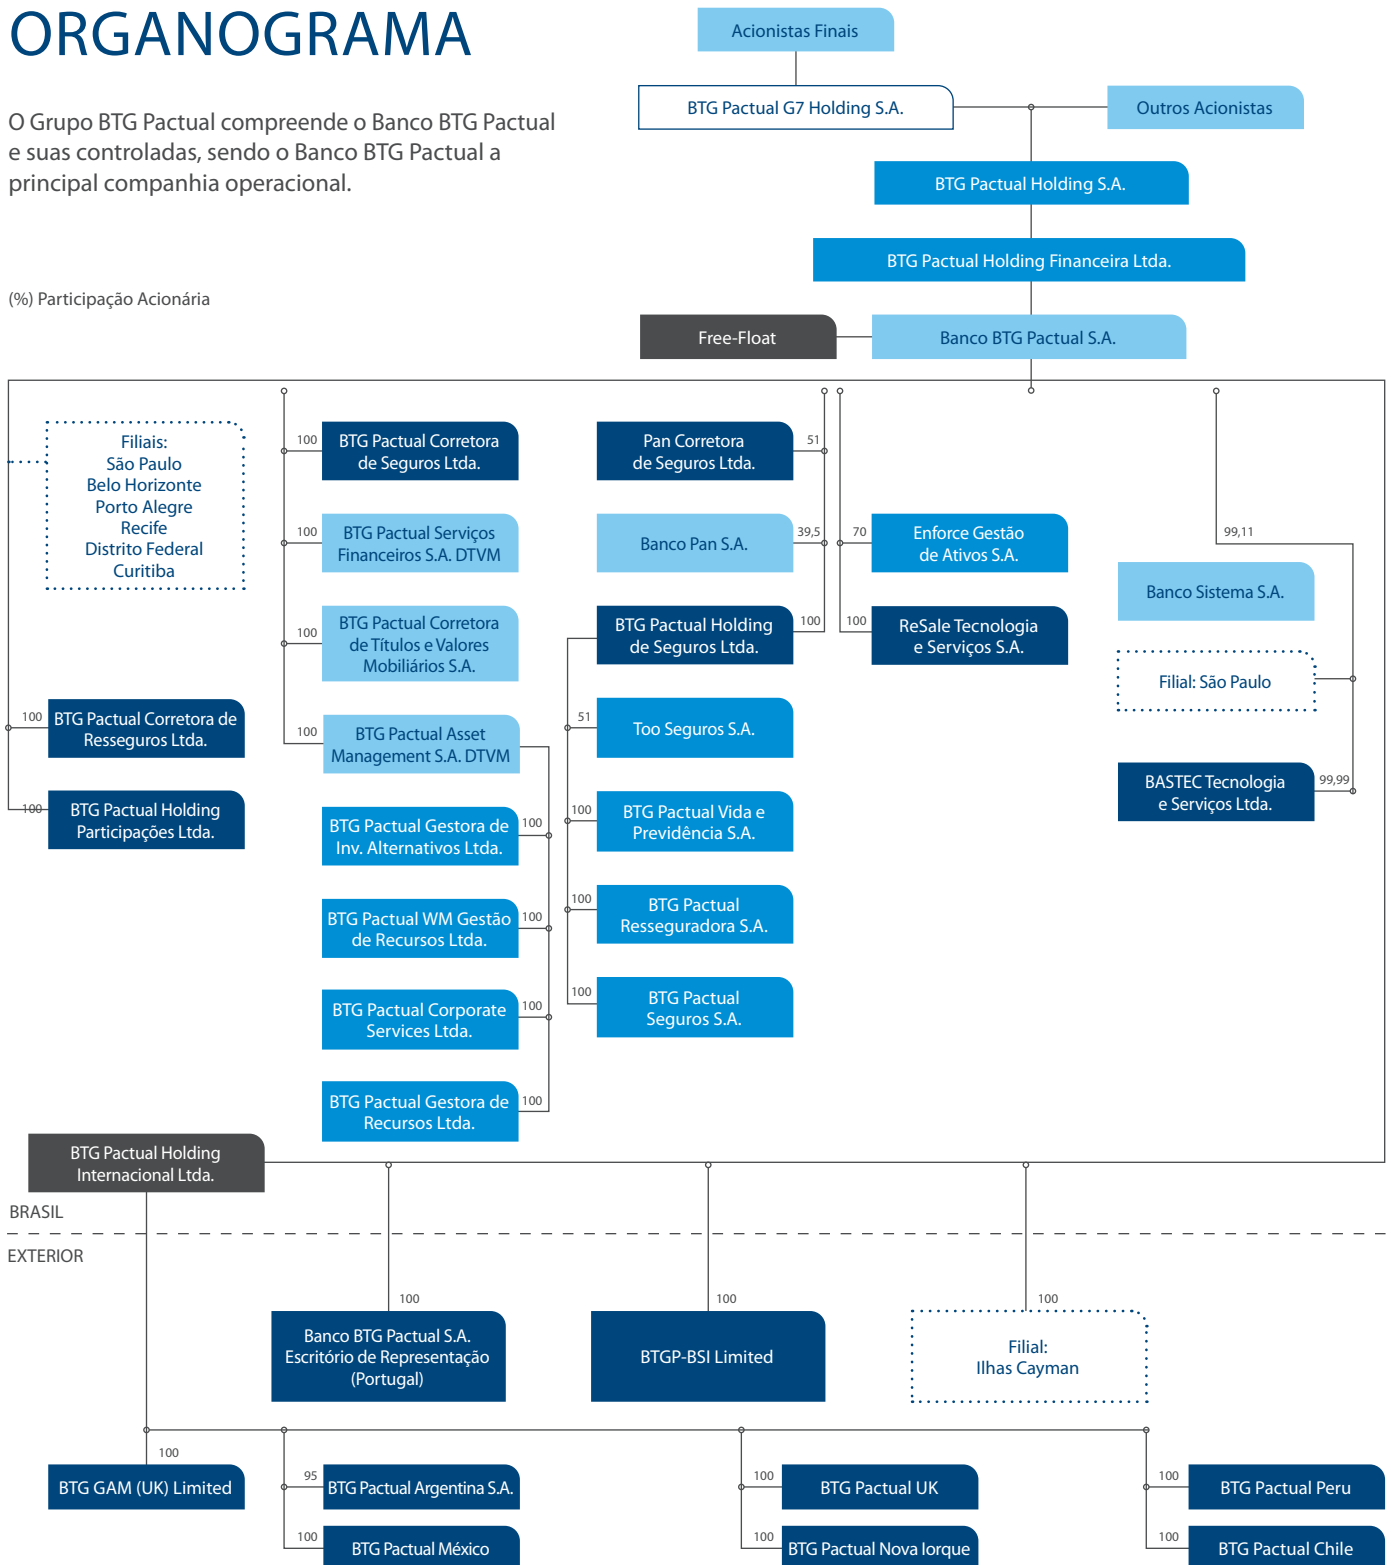 ORGANOGRAMA
O Grupo BTG Pactual compreende o Banco BTG Pactual
e suas controladas, sendo o Banco BTG Pactual a
principal companhia operacional.
(%) Participação Acionária
Acionistas Finais
BTG Pactual G7 Holding S.A.
Outros Acionistas
BTG Pactual Holding S.A.
BTG Pactual Holding Financeira Ltda.
Free-Float
Banco BTG Pactual S.A.
Filiais:
São Paulo
Belo Horizonte
Porto Alegre
Recife
Distrito Federal
Curitiba
100
BTG Pactual Corretora de
Resseguros Ltda.
100
BTG Pactual Holding
Participações Ltda.
100
BTG Pactual Corretora
de Seguros Ltda.
100
BTG Pactual Serviços
Financeiros S.A. DTVM
100
BTG Pactual Corretora
de Títulos e Valores
Mobiliários S.A.
100
BTG Pactual Asset
Management S.A. DTVM
BTG Pactual Gestora de
Inv. Alternativos Ltda.
100
BTG Pactual WM Gestão
de Recursos Ltda.
100
BTG Pactual Corporate
Services Ltda.
100
BTG Pactual Gestora de
Recursos Ltda.
100
Pan Corretora
de Seguros Ltda.
51
Banco Pan S.A.
39,5
BTG Pactual Holding
de Seguros Ltda.
100
51
Too Seguros S.A.
100
BTG Pactual Vida e
Previdência S.A.
100
BTG Pactual
Resseguradora S.A.
100
BTG Pactual
Seguros S.A.
70
Enforce Gestão
de Ativos S.A.
100
ReSale Tecnologia
e Serviços S.A.
99,11
Banco Sistema S.A.
Filial: São Paulo
BASTEC Tecnologia
e Serviços Ltda.
99,99
BTG Pactual Holding
Internacional Ltda.
BRASIL
EXTERIOR
100
Banco BTG Pactual S.A.
Escritório de Representação
(Portugal)
100
BTGP-BSI Limited
100
Filial:
Ilhas Cayman
100
BTG GAM (UK) Limited
95
BTG Pactual Argentina S.A.
100
BTG Pactual México
100
BTG Pactual UK
100
BTG Pactual Nova Iorque
100
BTG Pactual Peru
100
BTG Pactual Chile